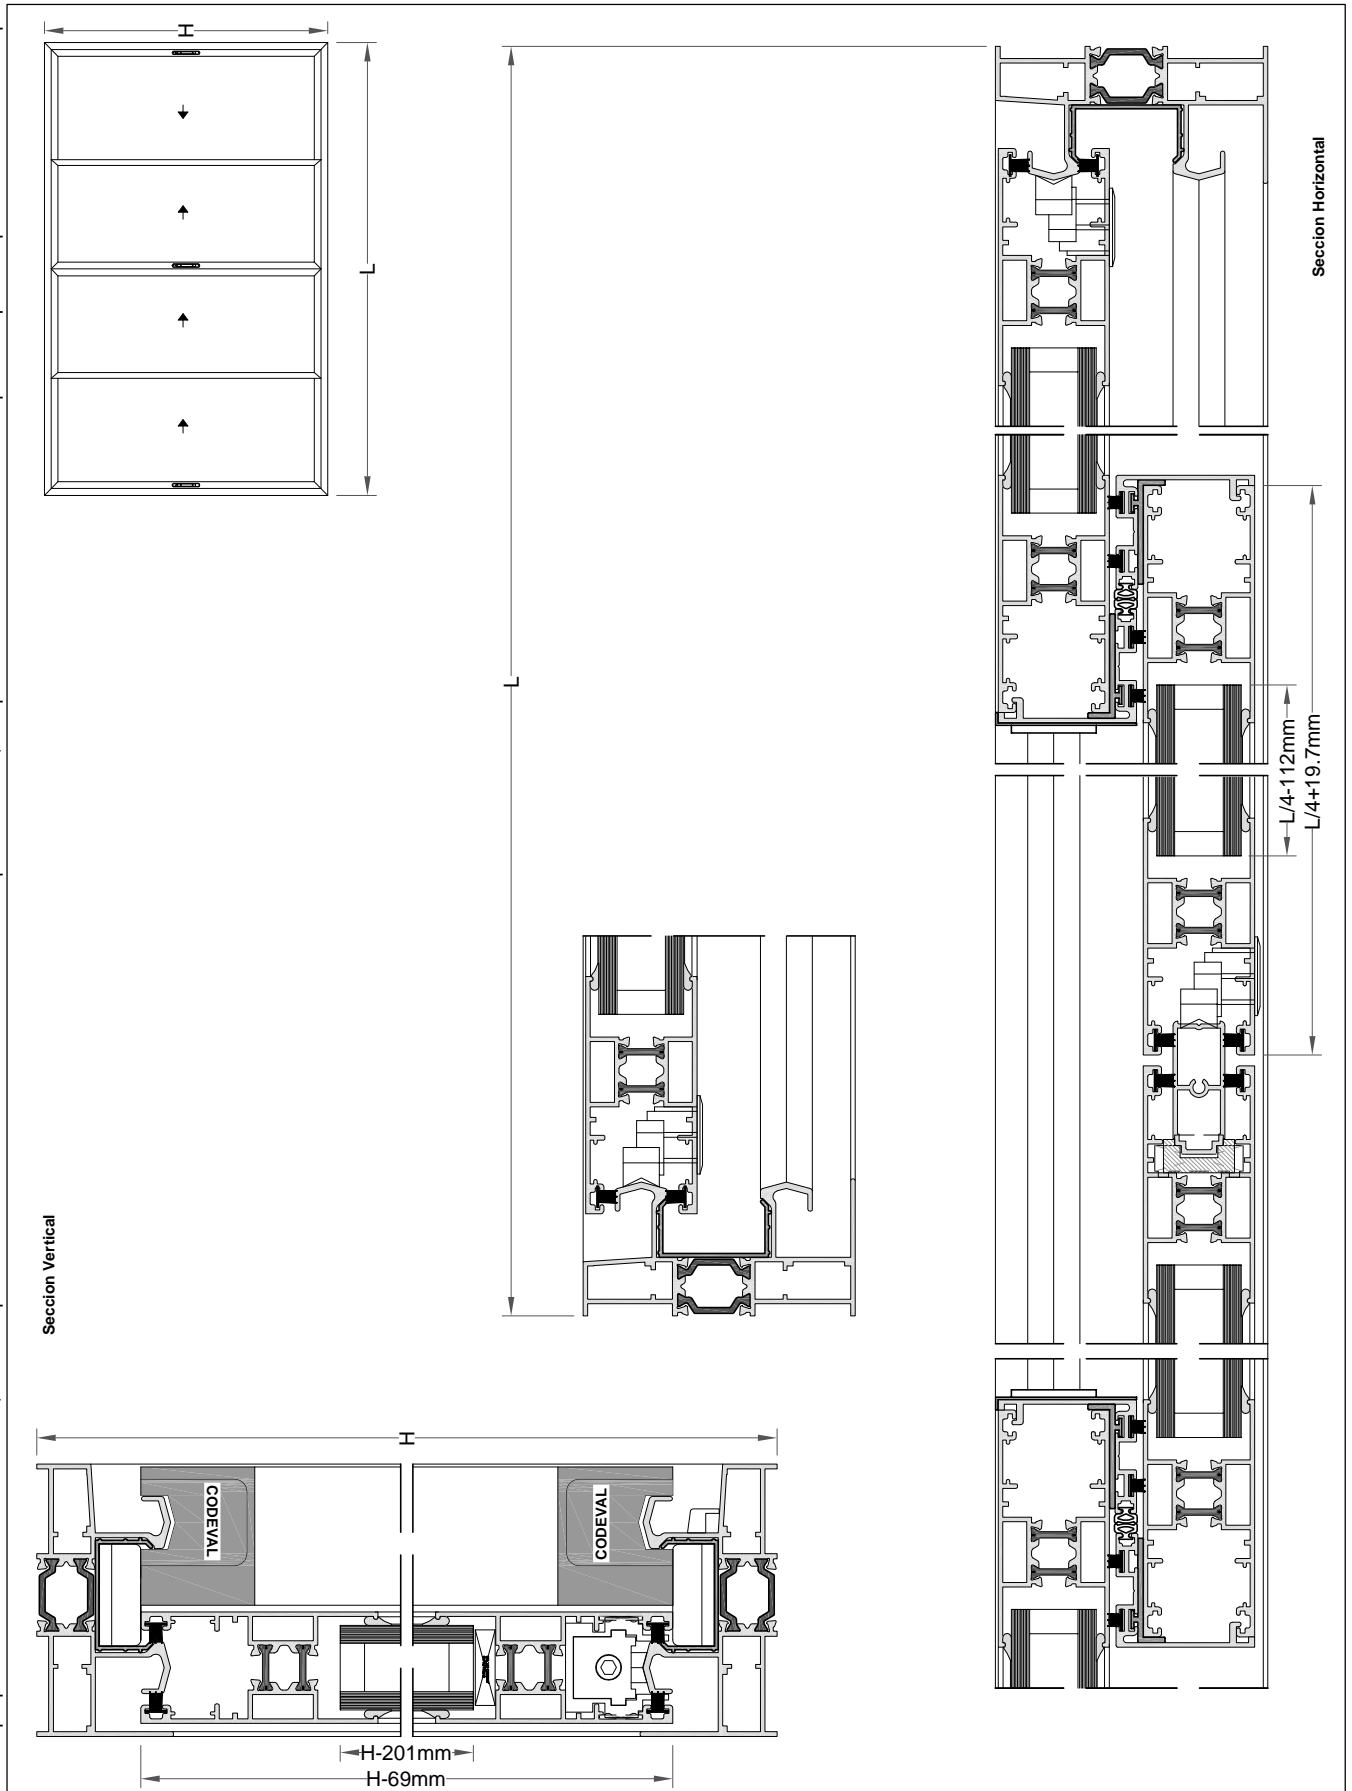 H
L
L
Seccion Horizontal
L/4-112mm
L/4+19.7mm
Seccion Vertical
H
CODEVAL
CODEVAL
H-201mm
H-69mm